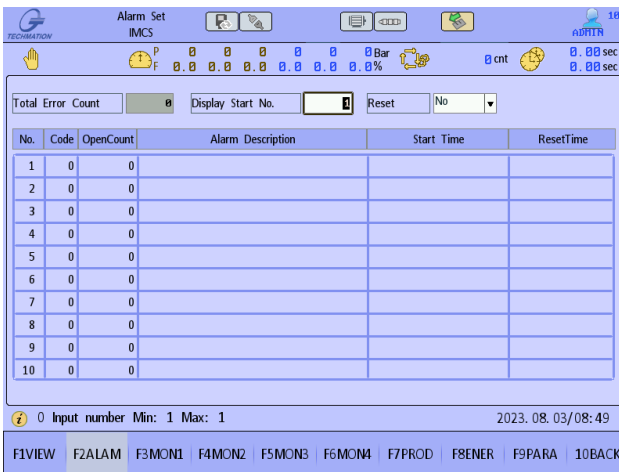 TECHMATION
Alarm Set
IMCS
10
ADMIN
P 0 0 0 0 0 0 Bar 0 cnt 0.00 sec
F 0.0 0.0 0.0 0.0 0.0 0.0% 0.00 sec
Total Error Count 0 Display Start No. 1 Reset No
No. Code OpenCount Alarm Description Start Time ResetTime
1 0 0
2 0 0
3 0 0
4 0 0
5 0 0
6 0 0
7 0 0
8 0 0
9 0 0
10 0 0
i 0 Input number Min: 1 Max: 1 2023. 08. 03/08:49
F1VIEW F2ALAM F3MON1 F4MON2 F5MON3 F6MON4 F7PROD F8ENER F9PARA 10BACK